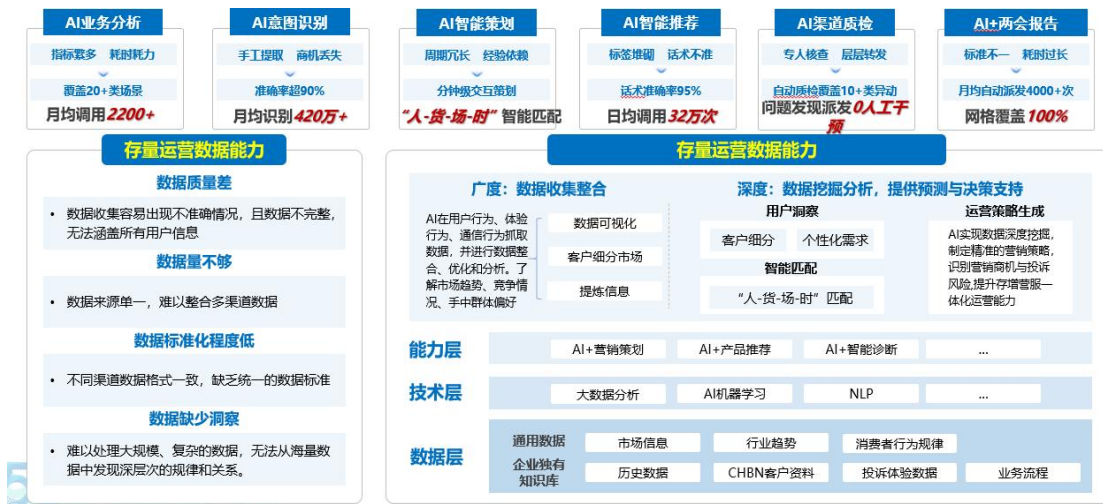 AI业务分析
指标繁多 耗时耗力
覆盖20+类场景
月均调用2200+
AI意图识别
手工提取 商机丢失
准确率超90%
月均识别420万+
AI智能策划
周期冗长 经验依赖
分钟级交互策划
“人-货-场-时”智能匹配
AI智能推荐
标签堆砌 话术不准
话术准确率95%
日均调用32万次
AI渠道质检
专人核查 层层转发
自动质检覆盖10+类异动
问题发现派发0人工干
预
AI+两会报告
标准不一 耗时过长
月均自动派发4000+次
网格覆盖100%
存量运营数据能力
数据质量差
• 数据收集容易出现不准确情况，且数据不完整，
无法涵盖所有用户信息
数据量不够
• 数据来源单一，难以整合多渠道数据
数据标准化程度低
• 不同渠道数据格式一致，缺乏统一的数据标准
数据缺少洞察
• 难以处理大规模、复杂的数据，无法从海量数
据中发现深层次的规律和关系。
存量运营数据能力
广度：数据收集整合
AI在用户行为、体验
行为、通信行为抓取
数据，并进行数据整
合、优化和分析。了
解市场趋势、竞争情
况、手中群体偏好
数据可视化
客户细分市场
提炼信息
深度：数据挖掘分析，提供预测与决策支持
用户洞察
客户细分 个性化需求
智能匹配
“人-货-场-时”匹配
运营策略生成
AI实现数据深度挖掘，
制定精准的营销策略，
识别营销商机与投诉
风险,提升存增营服一
体化运营能力
能力层
AI+营销策划 AI+产品推荐 AI+智能诊断 ...
技术层
大数据分析 AI机器学习 NLP ...
数据层
通用数据 市场信息 行业趋势 消费者行为规律
企业独有
知识库
历史数据 CHBN客户资料 投诉体验数据 业务流程
5